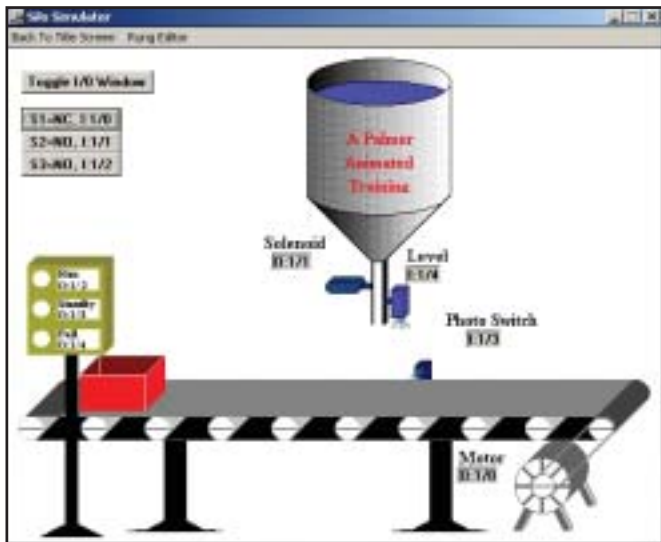 Silo Simulator
Back To Title Screen Rung Editor
Toggle I/O Window
S1=NC, I:1/0
S2=NO, I:1/1
S3=NO, I:1/2
A Palmer
Animated
Training
Solenoid
O:1/1
Level
I:1/4
Run
O:1/2
Standby
O:1/3
Full
O:1/4
Photo Switch
I:1/3
Motor
O:1/0